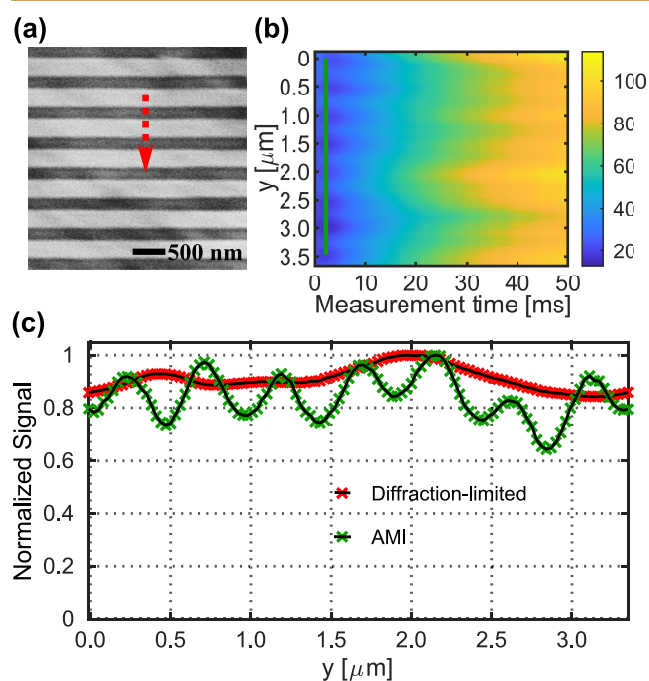 (a)
500 nm
(b)
0
0.5
1.0
1.5
2.0
2.5
3.0
3.5
y [μm]
0 10 20 30 40 50
Measurement time [ms]
100
80
60
40
20
(c)
1
0.8
0.6
0.4
0.2
0
Normalized Signal
Diffraction-limited
AMI
0.0 0.5 1.0 1.5 2.0 2.5 3.0
y [μm]